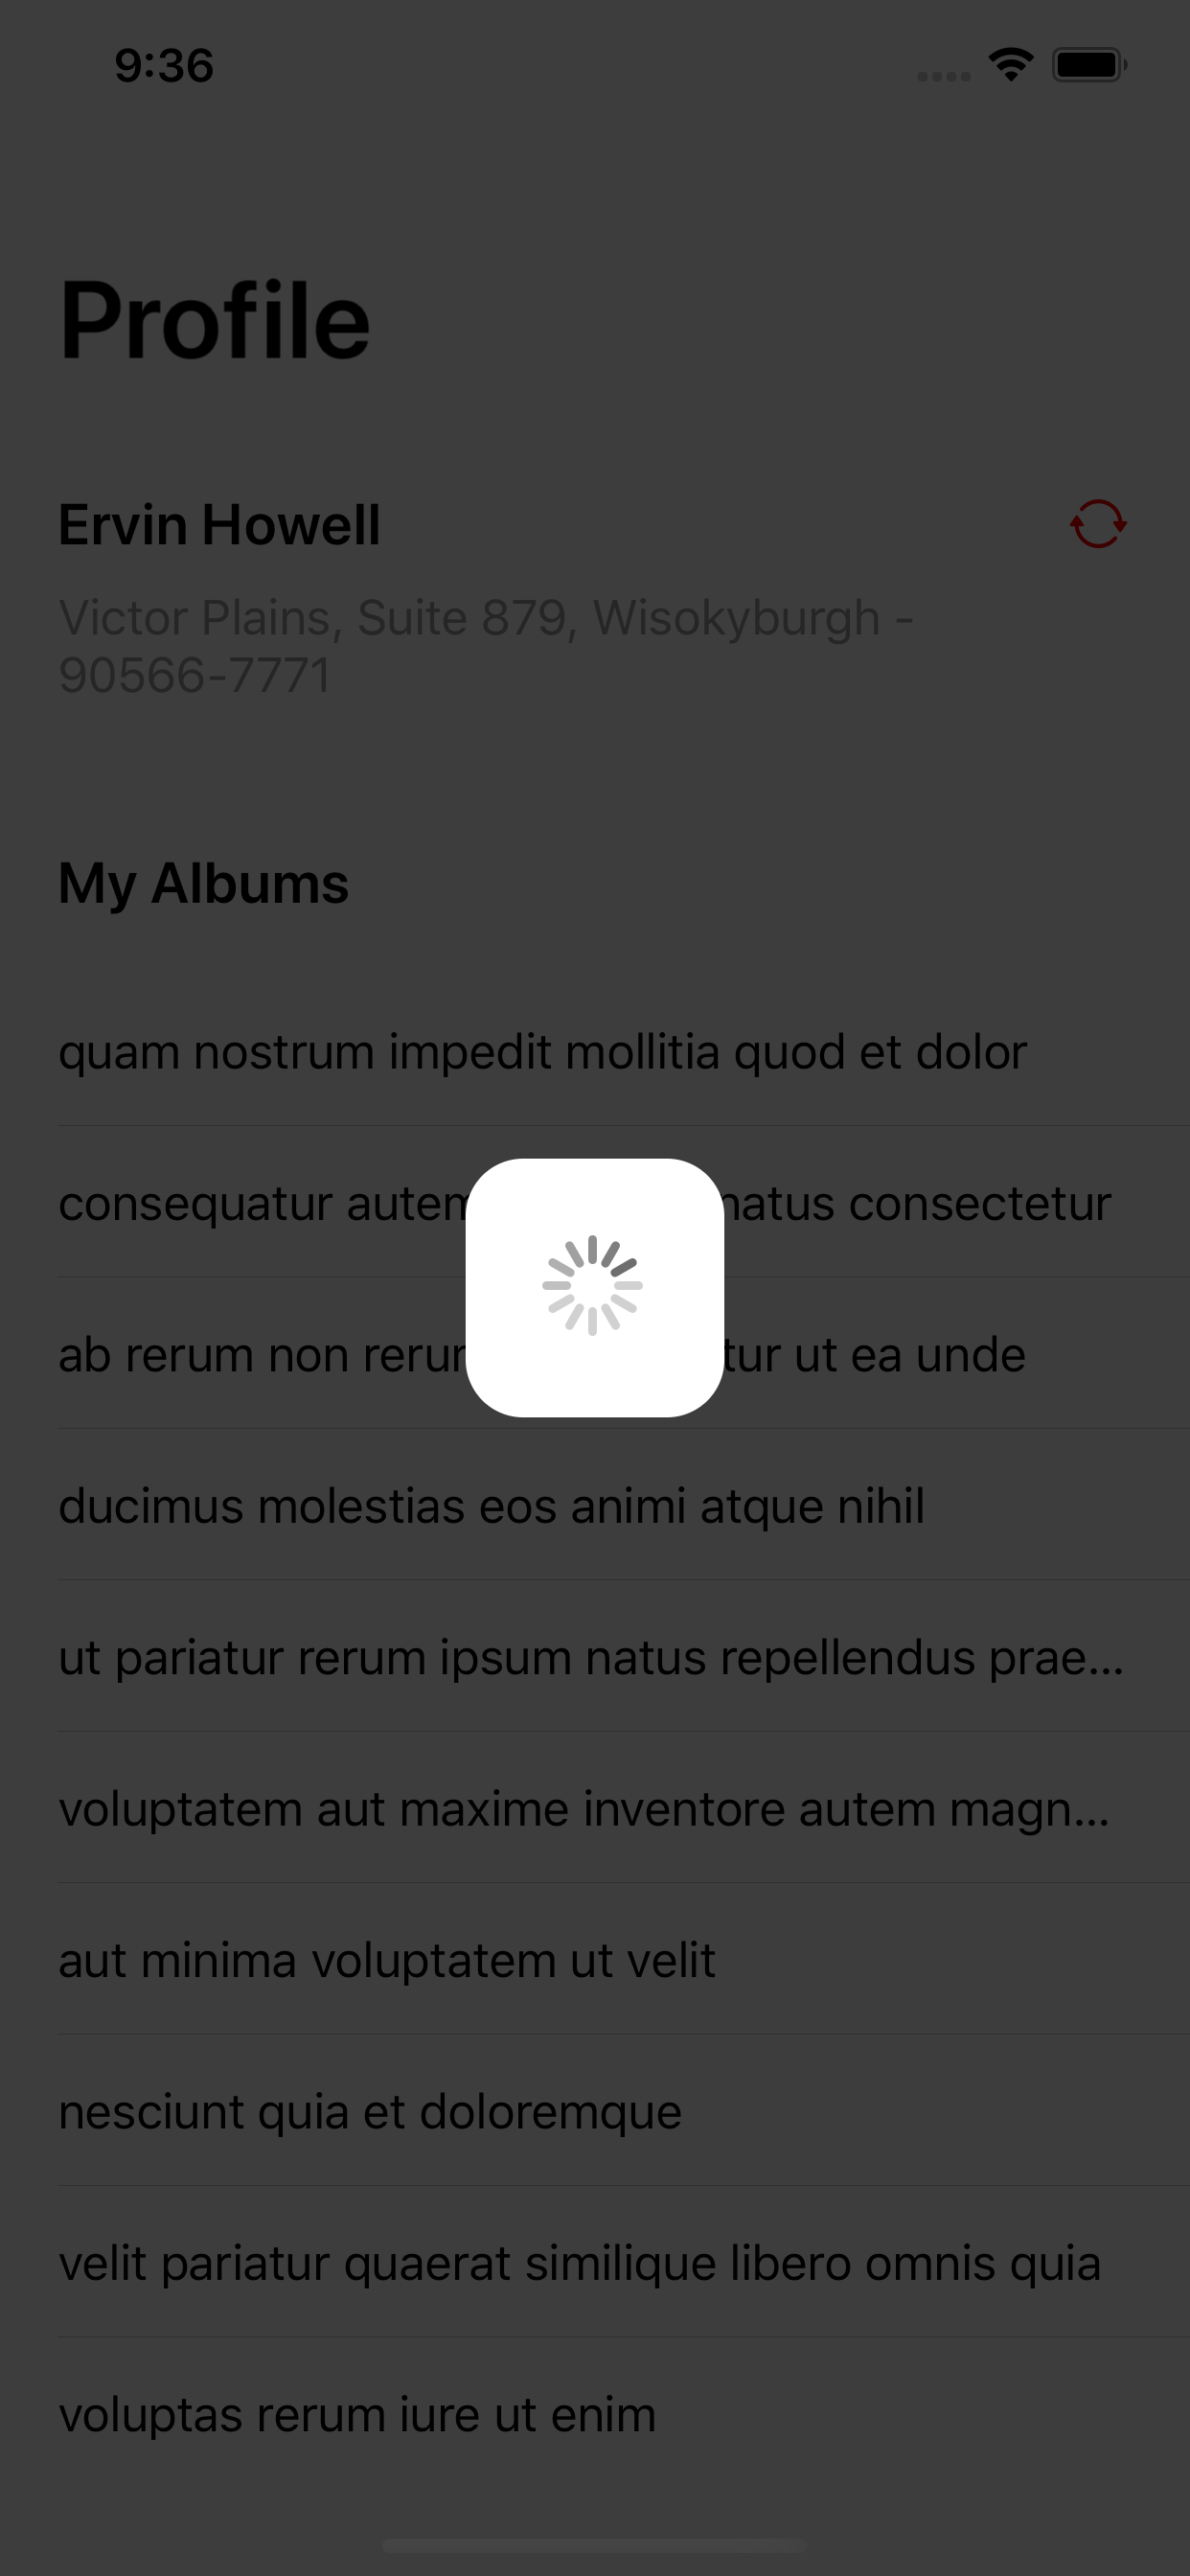 9:36
Profile
Ervin Howell
Victor Plains, Suite 879, Wisokyburgh -
90566-7771
My Albums
quam nostrum impedit mollitia quod et dolor
consequatur autem natus consectetur
ab rerum non rerum ut ea unde
ducimus molestias eos animi atque nihil
ut pariatur rerum ipsum natus repellendus prae...
voluptatem aut maxime inventore autem magn...
aut minima voluptatem ut velit
nesciunt quia et doloremque
velit pariatur quaerat similique libero omnis quia
voluptas rerum iure ut enim